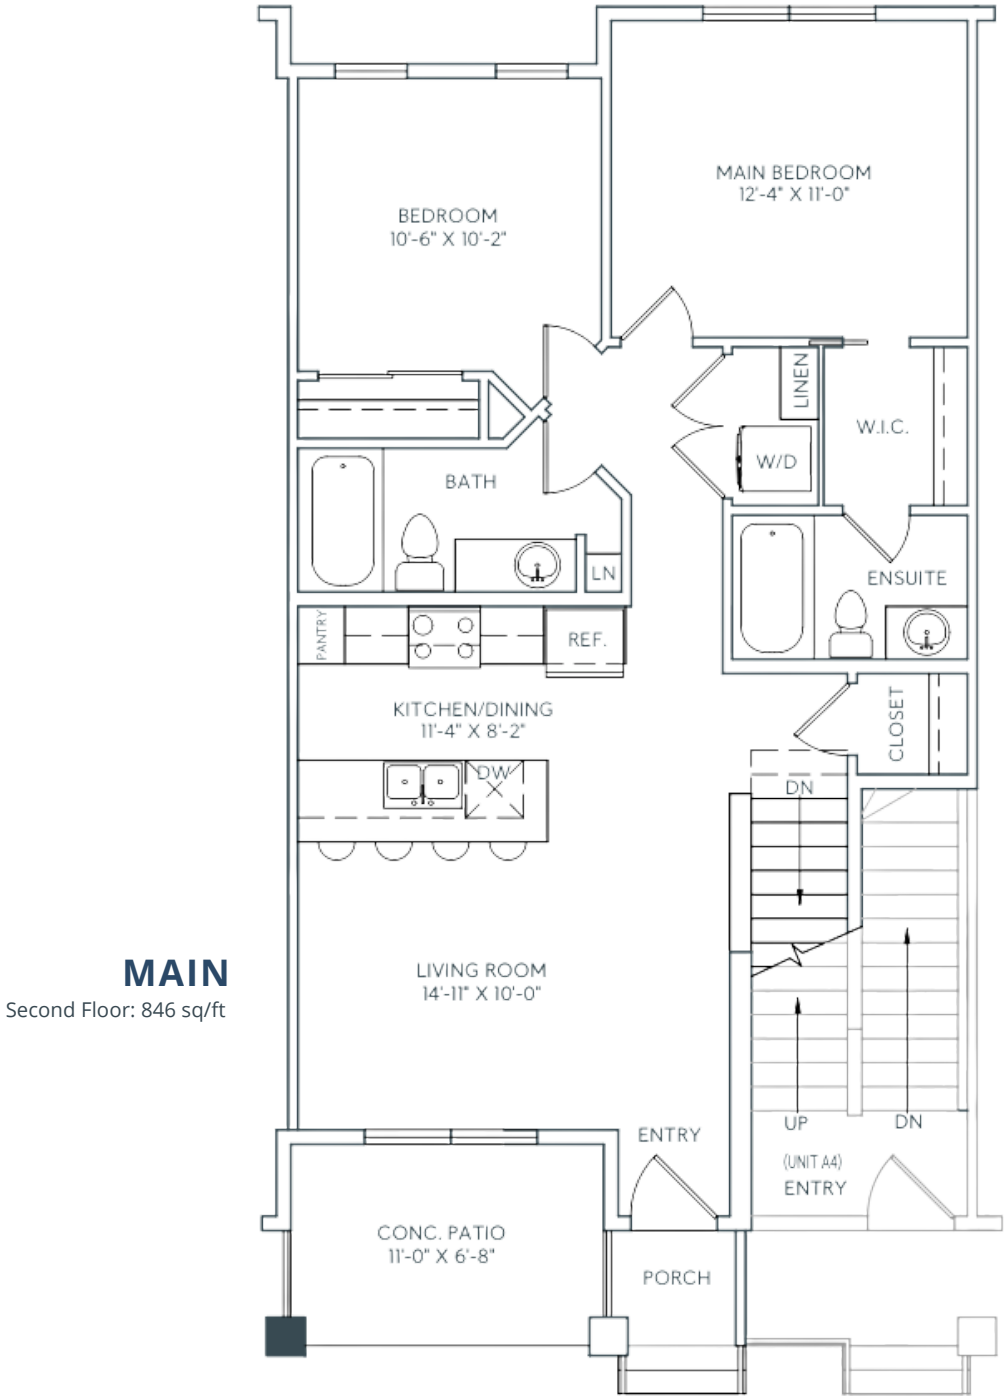 MAIN BEDROOM
12'-4" X 11'-0"
BEDROOM
10'-6" X 10'-2"
LINEN
W.I.C.
W/D
BATH
LN
ENSUITE
PANTRY
REF.
KITCHEN/DINING
11'-4" X 8'-2"
CLOSET
DW
DN
MAIN
Second Floor: 846 sq/ft
LIVING ROOM
14'-11" X 10'-0"
UP
DN
ENTRY
(UNIT A4)
ENTRY
CONC. PATIO
11'-0" X 6'-8"
PORCH